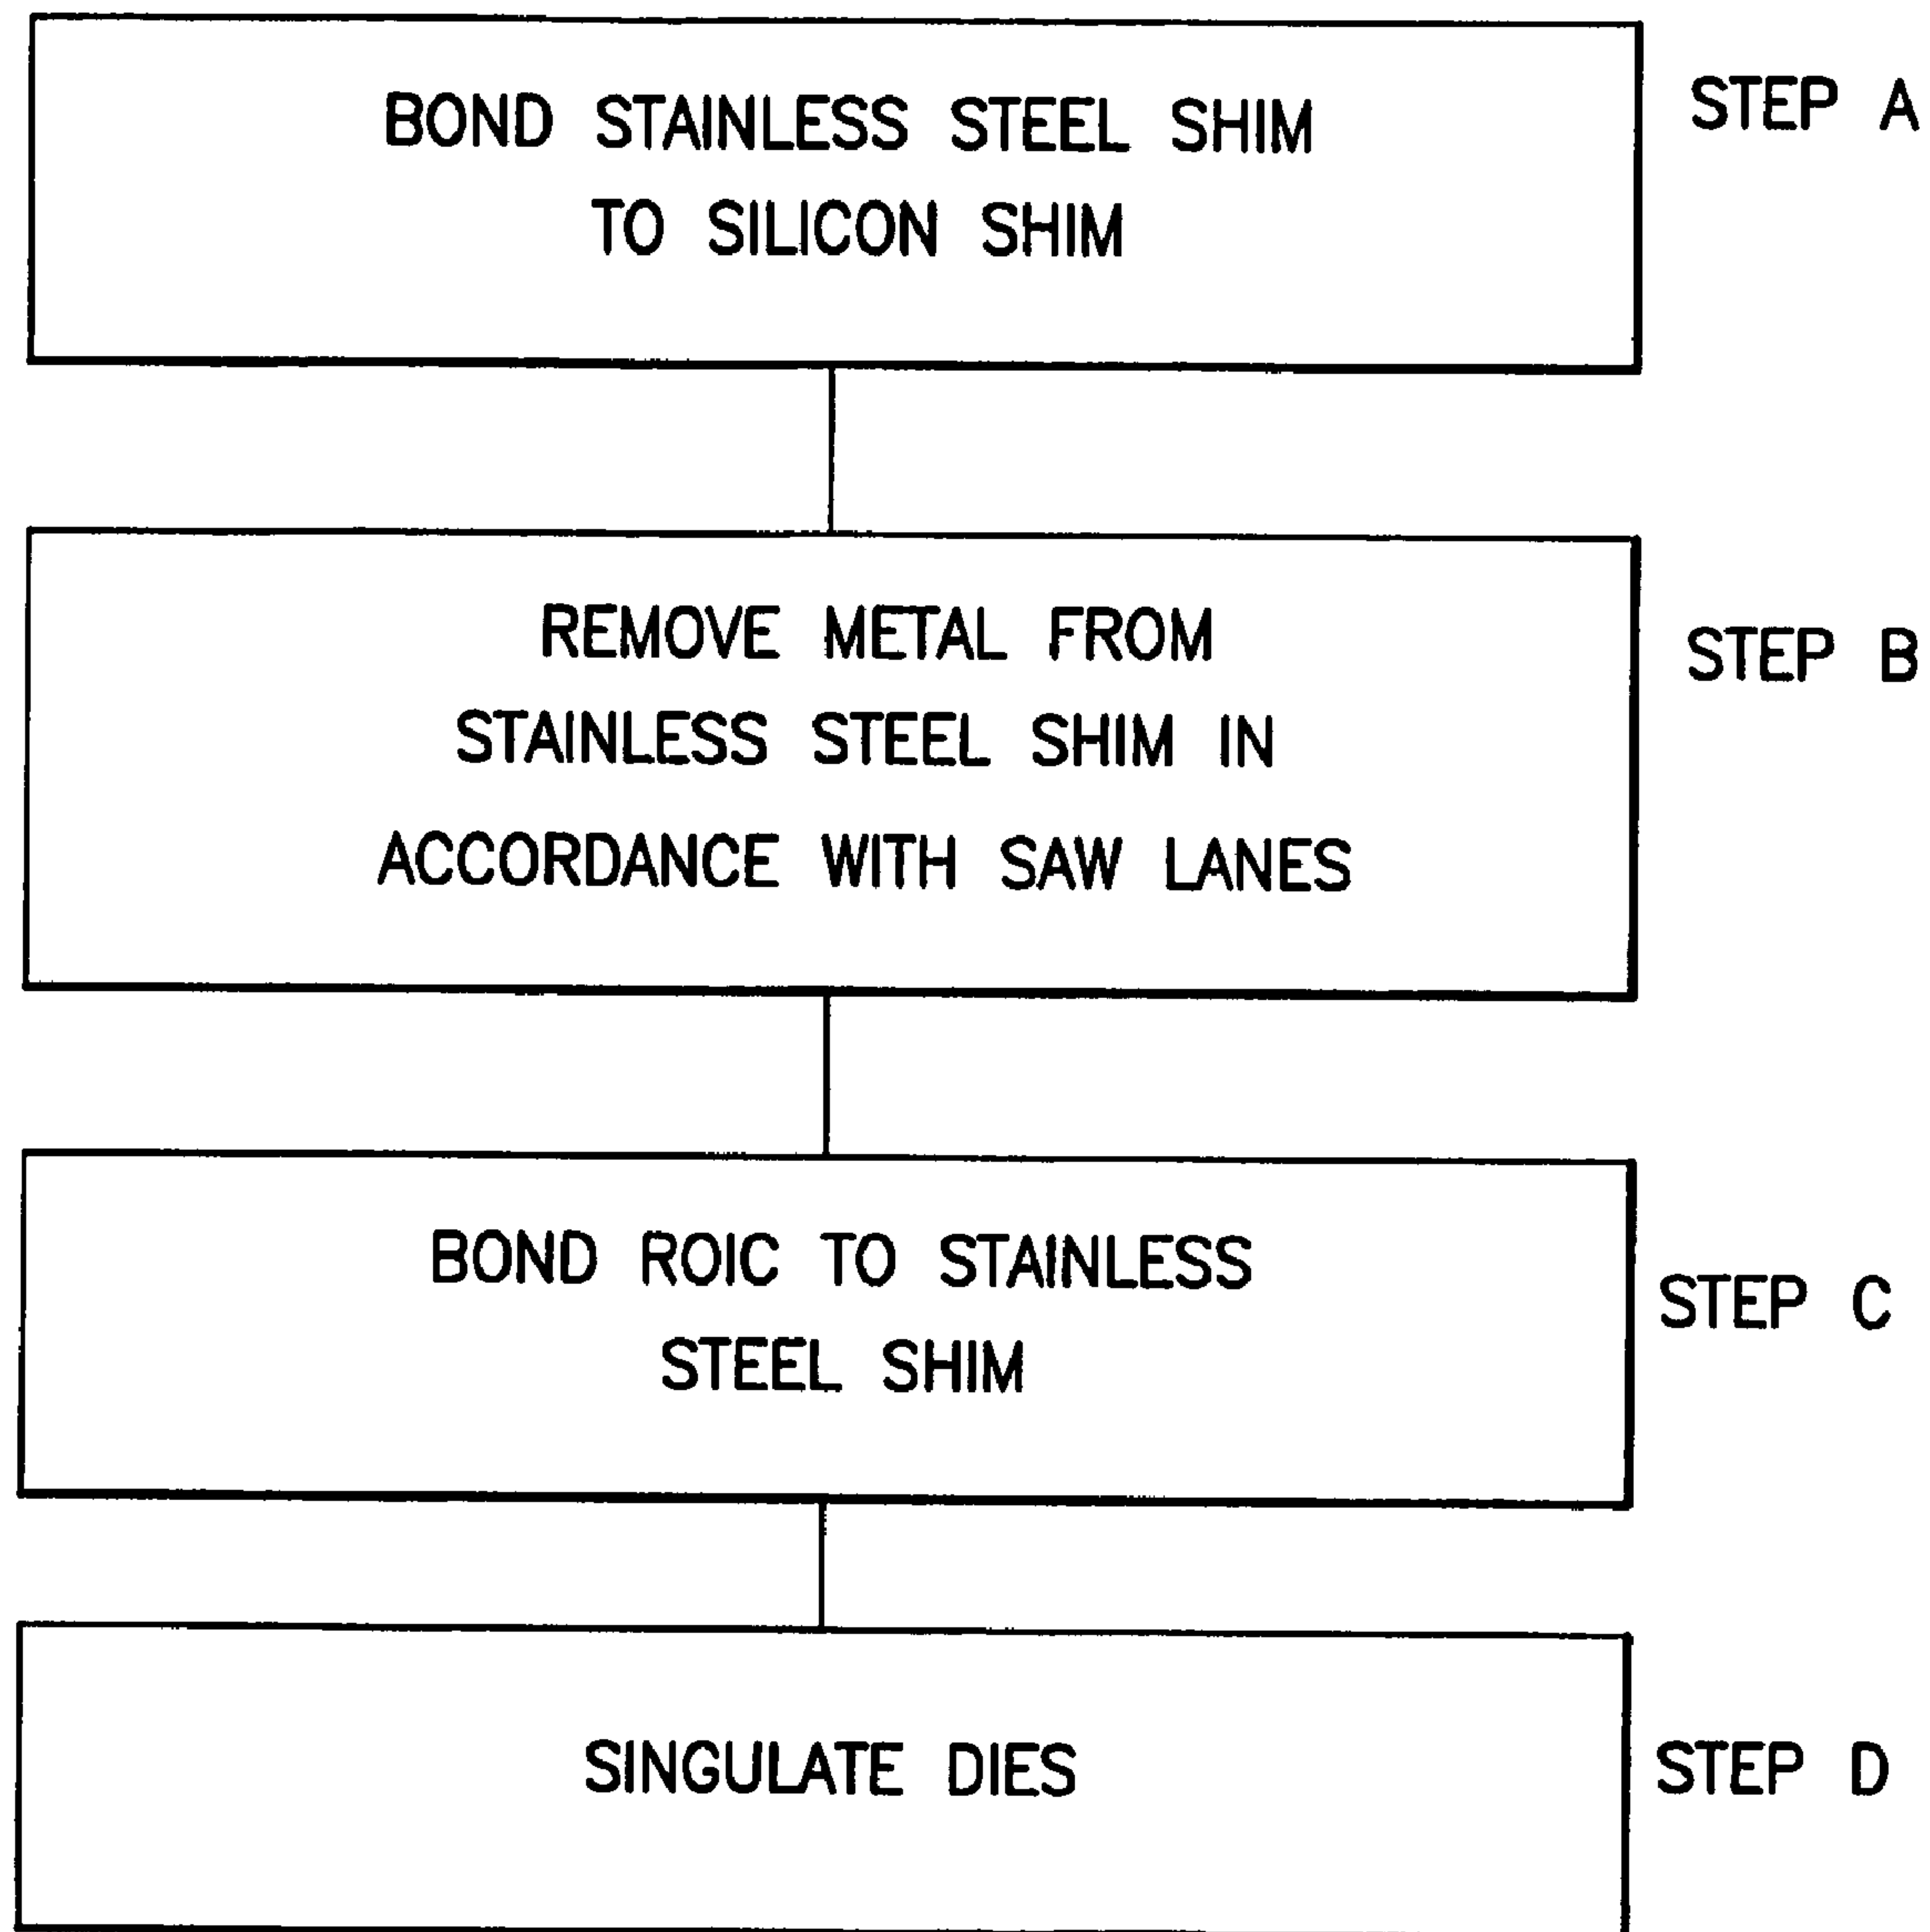 BOND STAINLESS STEEL SHIM
TO SILICON SHIM
STEP A
REMOVE METAL FROM
STAINLESS STEEL SHIM IN
ACCORDANCE WITH SAW LANES
STEP B
BOND ROIC TO STAINLESS
STEEL SHIM
STEP C
SINGULATE DIES
STEP D